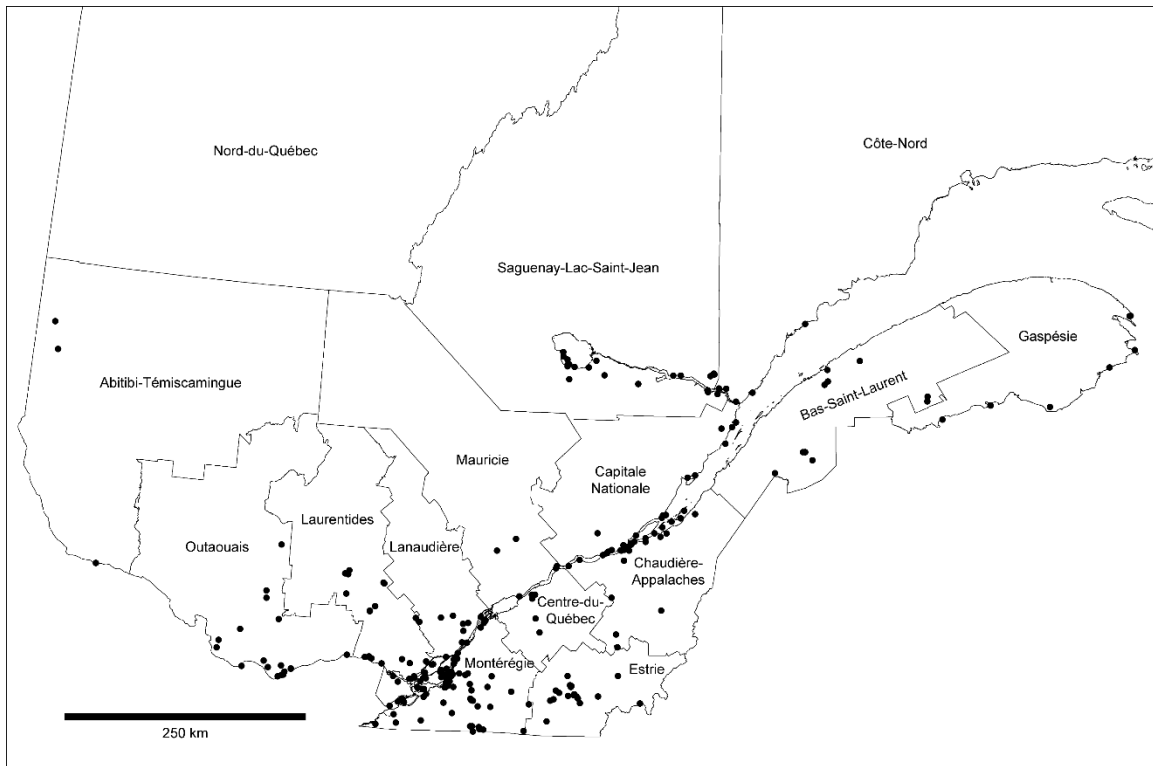 Nord-du-Québec
Côte-Nord
Saguenay-Lac-Saint-Jean
Gaspésie
Abitibi-Témiscamingue
Bas-Saint-Laurent
Mauricie
Capitale
Nationale
Laurentides
Outaouais
Lanaudière
Chaudière-
Appalaches
Centre-du-
Québec
Montérégie
Estrie
250 km